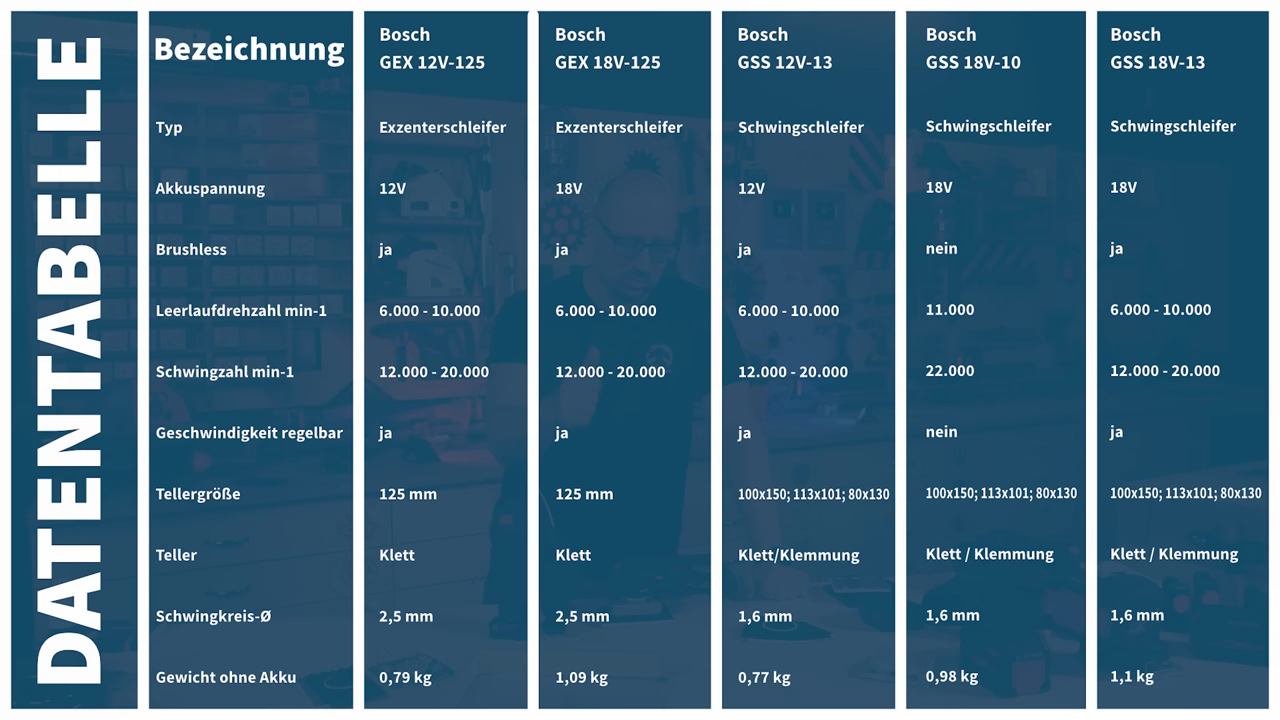 DATENTABELLE
Bezeichnung
Bosch
GEX 12V-125
Bosch
GEX 18V-125
Bosch
GSS 12V-13
Bosch
GSS 18V-10
Bosch
GSS 18V-13
Typ Exzenterschleifer Exzenterschleifer Schwingschleifer Schwingschleifer Schwingschleifer
Akkuspannung 12V 18V 12V 18V 18V
Brushless ja ja ja nein ja
Leerlaufdrehzahl min-1 6.000 - 10.000 6.000 - 10.000 6.000 - 10.000 11.000 6.000 - 10.000
Schwingzahl min-1 12.000 - 20.000 12.000 - 20.000 12.000 - 20.000 22.000 12.000 - 20.000
Geschwindigkeit regelbar ja ja ja nein ja
Tellergröße 125 mm 125 mm 100x150; 113x101; 80x130 100x150; 113x101; 80x130 100x150; 113x101; 80x130
Teller Klett Klett Klett/Klemmung Klett / Klemmung Klett / Klemmung
Schwingkreis-Ø 2,5 mm 2,5 mm 1,6 mm 1,6 mm 1,6 mm
Gewicht ohne Akku 0,79 kg 1,09 kg 0,77 kg 0,98 kg 1,1 kg